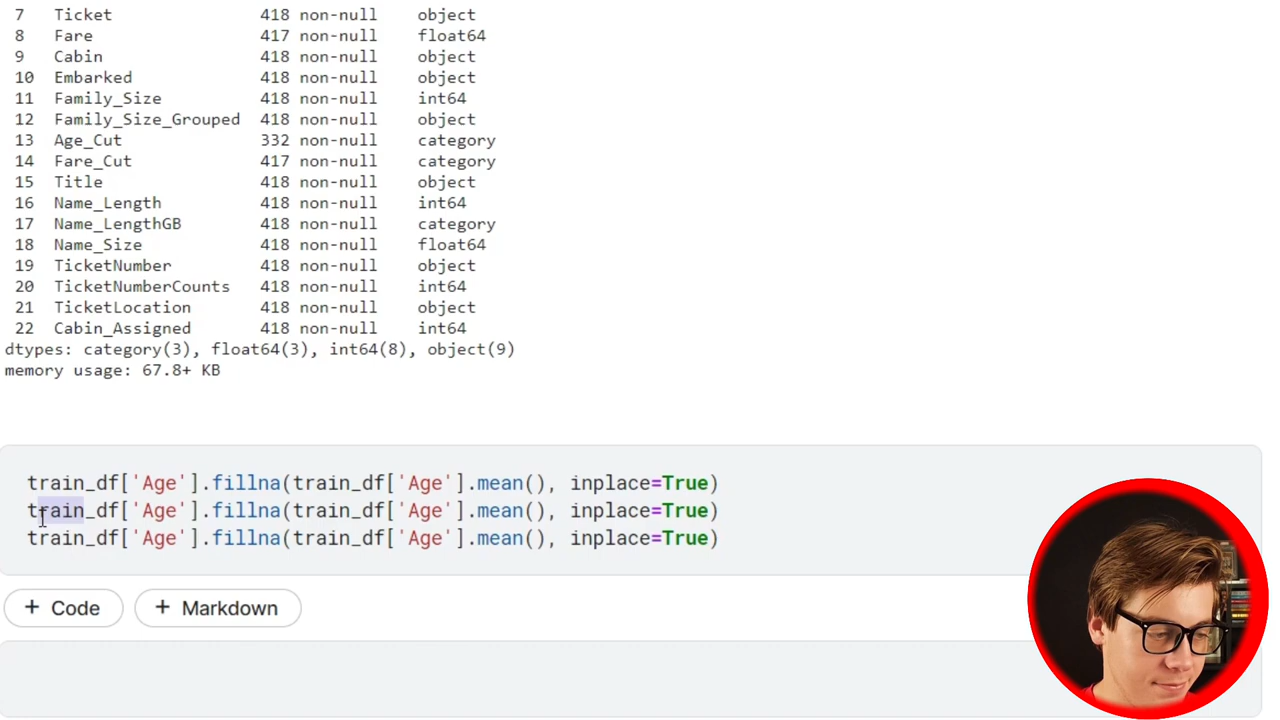 7 Ticket 418 non-null object
8 Fare 417 non-null float64
9 Cabin 418 non-null object
10 Embarked 418 non-null object
11 Family_Size 418 non-null int64
12 Family_Size_Grouped 418 non-null object
13 Age_Cut 332 non-null category
14 Fare_Cut 417 non-null category
15 Title 418 non-null object
16 Name_Length 418 non-null int64
17 Name_LengthGB 418 non-null category
18 Name_Size 418 non-null float64
19 TicketNumber 418 non-null object
20 TicketNumberCounts 418 non-null int64
21 TicketLocation 418 non-null object
22 Cabin_Assigned 418 non-null int64
dtypes: category(3), float64(3), int64(8), object(9)
memory usage: 67.8+ KB
train_df['Age'].fillna(train_df['Age'].mean(), inplace=True)
train_df['Age'].fillna(train_df['Age'].mean(), inplace=True)
train_df['Age'].fillna(train_df['Age'].mean(), inplace=True)
+ Code + Markdown